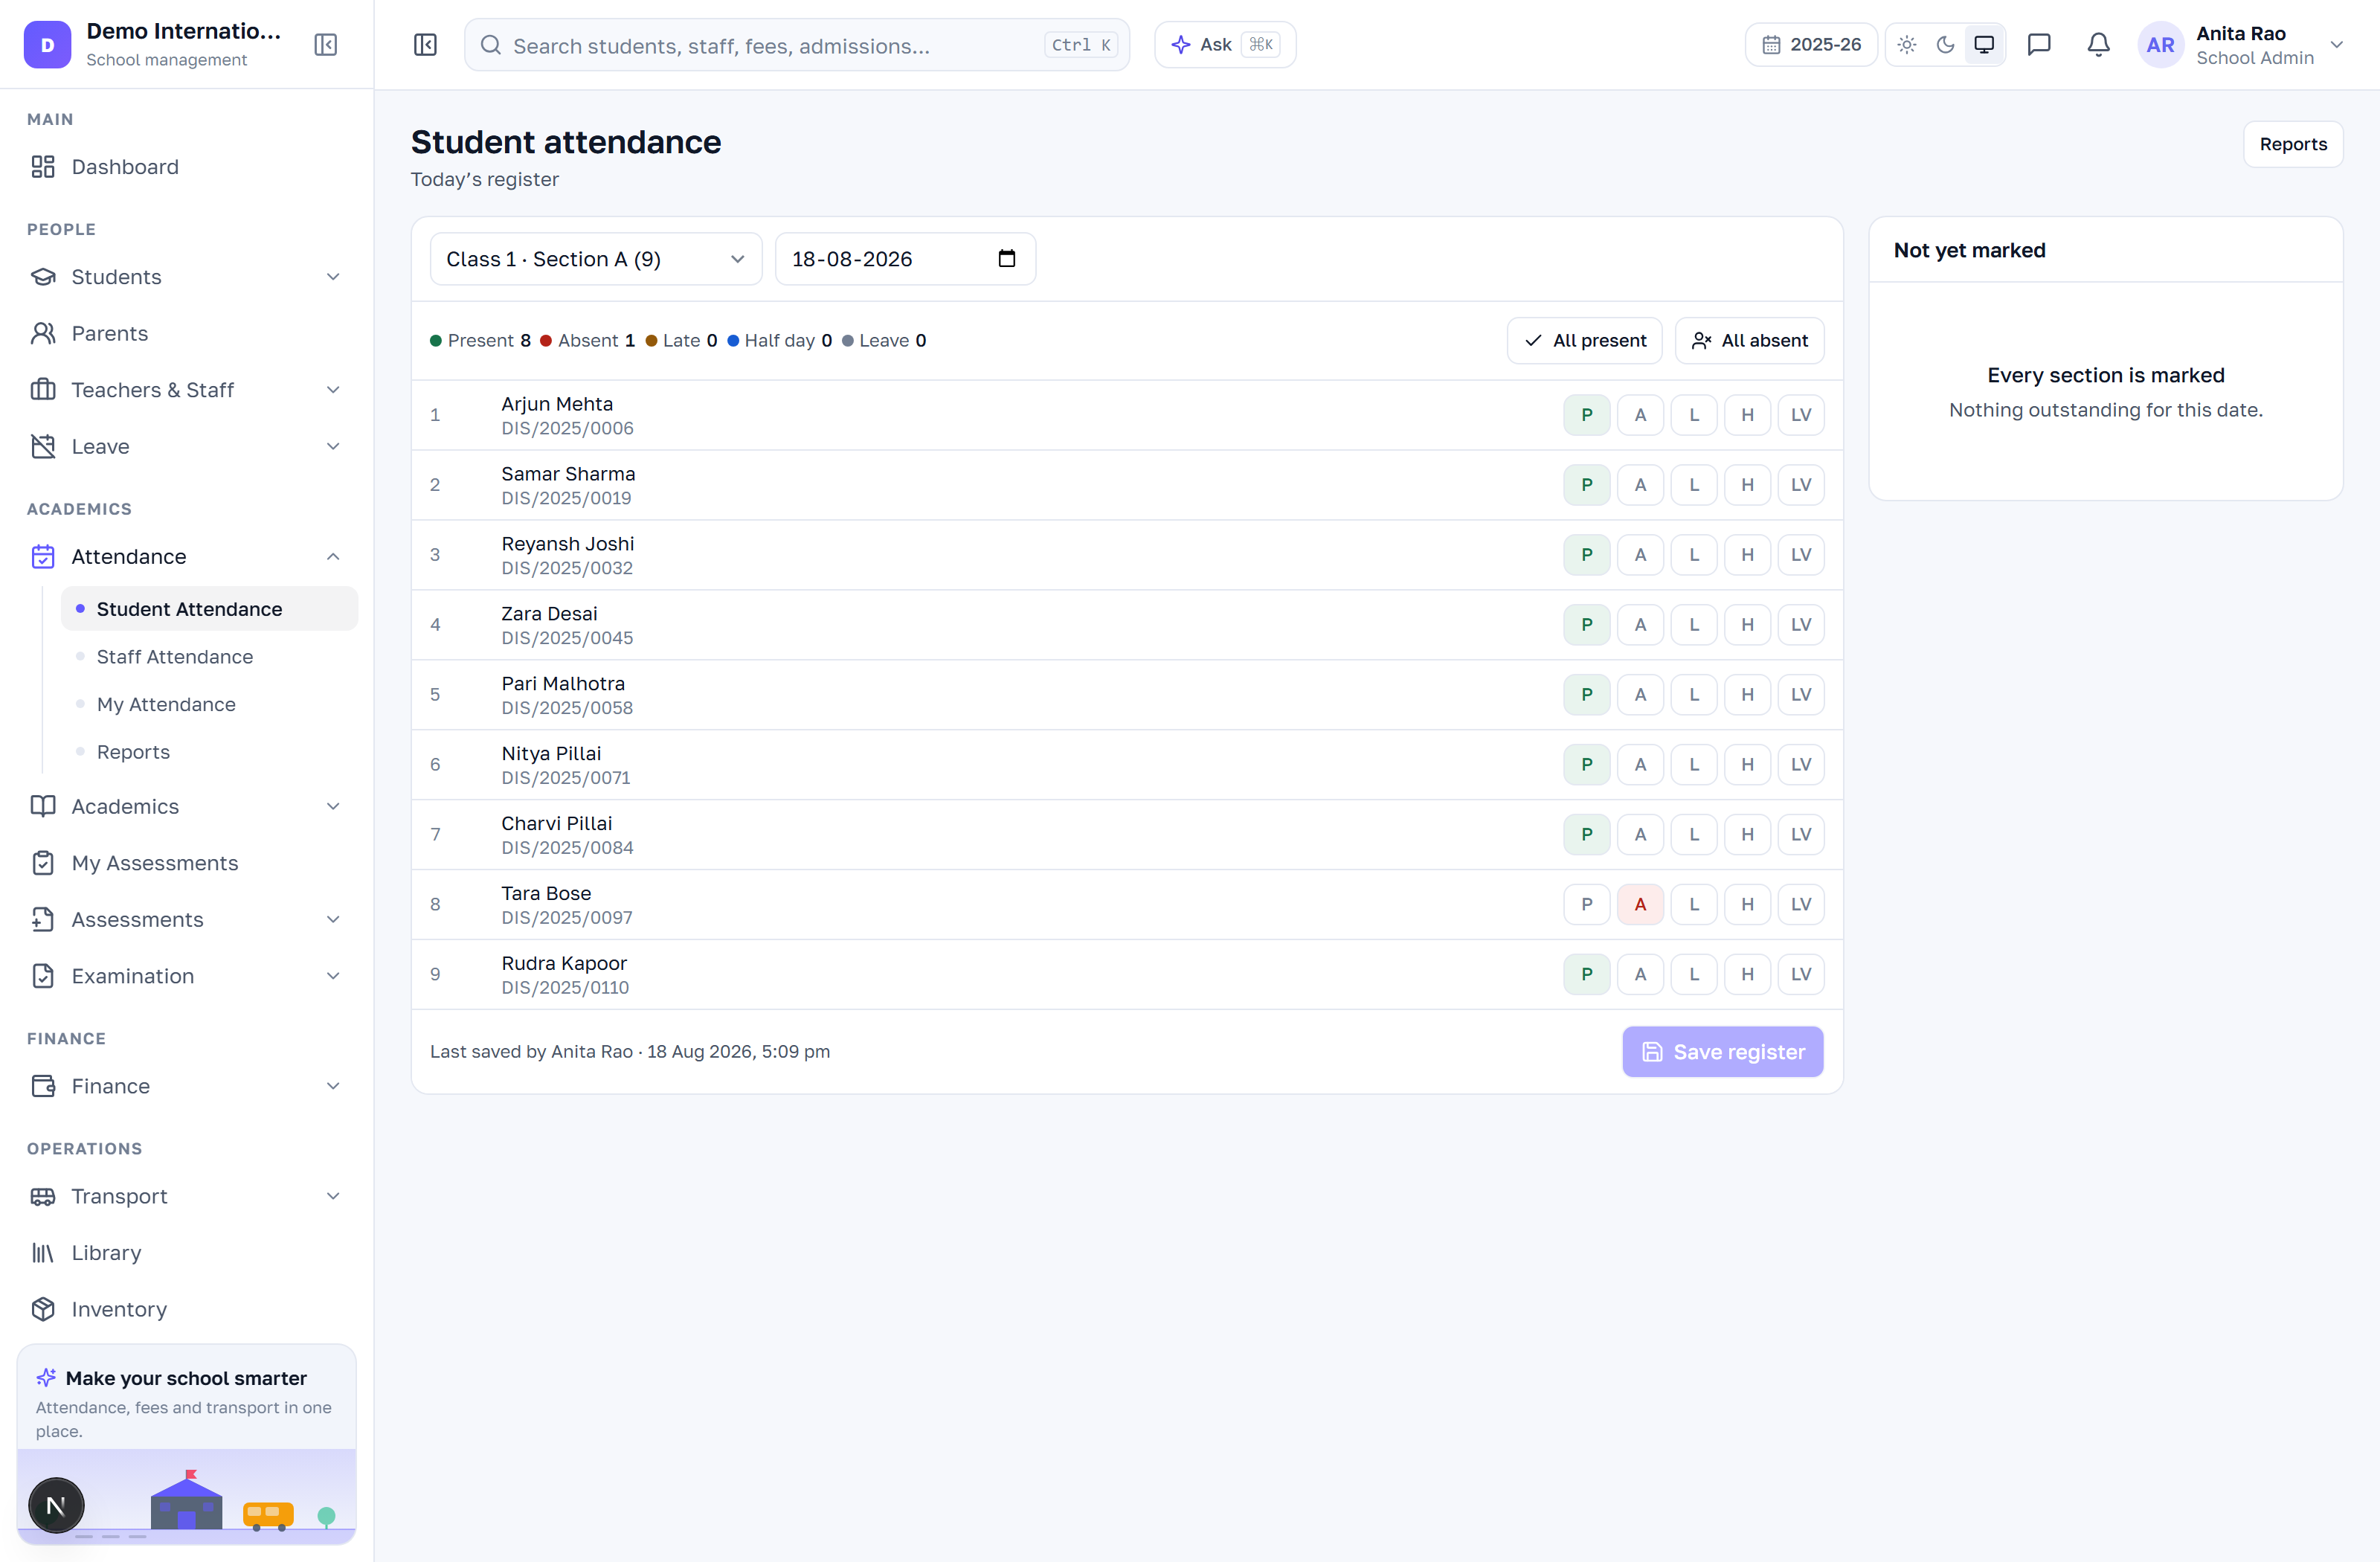 D
Demo Internatio...
School management
Search students, staff, fees, admissions...
Ctrl K
Ask ⌘K
2025-26
AR
Anita Rao
School Admin
MAIN
Dashboard
PEOPLE
Students
Parents
Teachers & Staff
Leave
ACADEMICS
Attendance
Student Attendance
Staff Attendance
My Attendance
Reports
Academics
My Assessments
Assessments
Examination
FINANCE
Finance
OPERATIONS
Transport
Library
Inventory
Make your school smarter
Attendance, fees and transport in one
place.
N
Student attendance
Today’s register
Reports
Class 1 · Section A (9)
18-08-2026
Present 8 Absent 1 Late 0 Half day 0 Leave 0
All present
All absent
1 Arjun Mehta P A L H LV
DIS/2025/0006
2 Samar Sharma P A L H LV
DIS/2025/0019
3 Reyansh Joshi P A L H LV
DIS/2025/0032
4 Zara Desai P A L H LV
DIS/2025/0045
5 Pari Malhotra P A L H LV
DIS/2025/0058
6 Nitya Pillai P A L H LV
DIS/2025/0071
7 Charvi Pillai P A L H LV
DIS/2025/0084
8 Tara Bose P A L H LV
DIS/2025/0097
9 Rudra Kapoor P A L H LV
DIS/2025/0110
Last saved by Anita Rao · 18 Aug 2026, 5:09 pm
Save register
Not yet marked
Every section is marked
Nothing outstanding for this date.